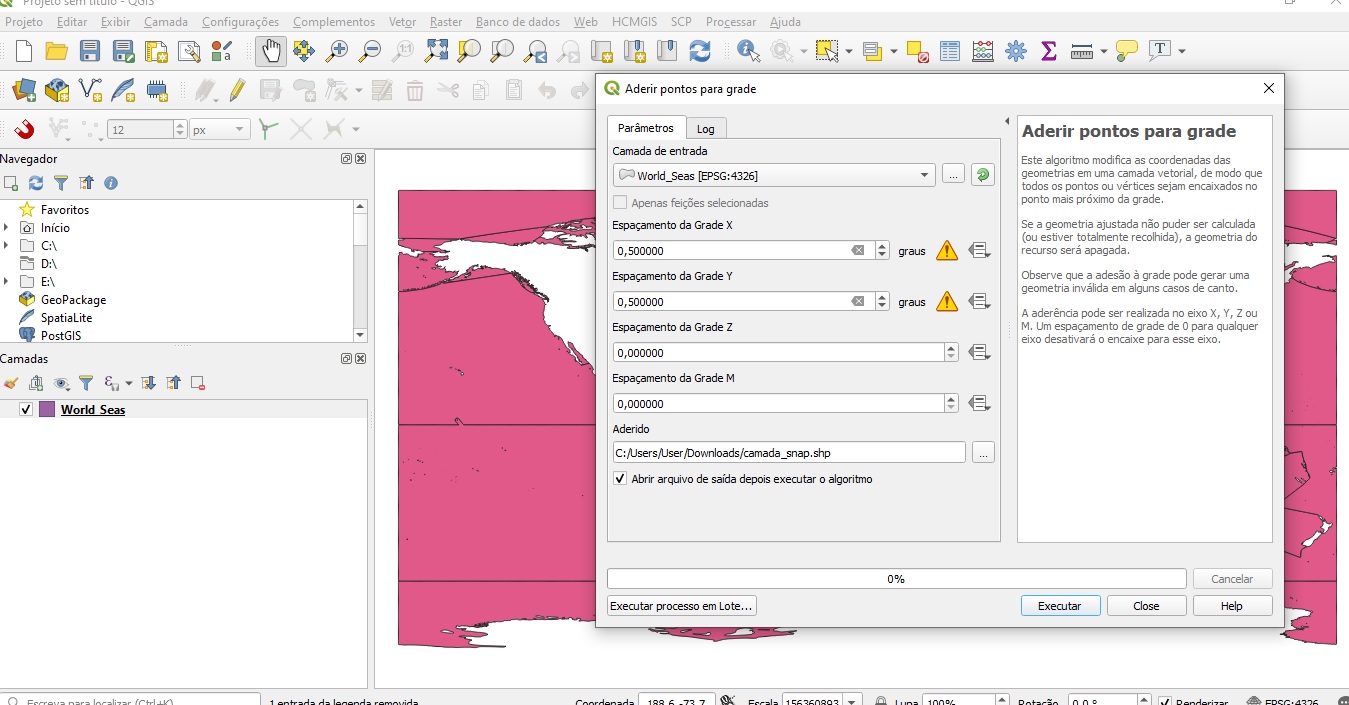 Projeto sem título - QGIS
Projeto Editar Exibir Camada Configurações Complementos Vetor Raster Banco de dados Web HCMGIS SCP Processar Ajuda
12 px
Navegador
Favoritos
Início
C:\
D:\
E:\
GeoPackage
SpatiaLite
PostGIS
Camadas
World_Seas
Aderir pontos para grade
Parâmetros Log
Camada de entrada
World_Seas [EPSG:4326]
...
Apenas feições selecionadas
Espaçamento da Grade X
0,500000 graus
Espaçamento da Grade Y
0,500000 graus
Espaçamento da Grade Z
0,000000
Espaçamento da Grade M
0,000000
Aderido
C:/Users/User/Downloads/camada_snap.shp
...
Abrir arquivo de saída depois executar o algoritmo
Aderir pontos para grade
Este algoritmo modifica as coordenadas das
geometrias em uma camada vetorial, de modo que
todos os pontos ou vértices sejam encaixados no
ponto mais próximo da grade.
Se a geometria ajustada não puder ser calculada
(ou estiver totalmente recolhida), a geometria do
recurso será apagada.
Observe que a adesão à grade pode gerar uma
geometria inválida em alguns casos de canto.
A aderência pode ser realizada no eixo X, Y, Z ou
M. Um espaçamento de grade de 0 para qualquer
eixo desativará o encaixe para esse eixo.
0%
Cancelar
Executar processo em Lote...
Executar Close Help
Escreva para localizar (Ctrl+K) 1 entrada da legenda removida. Coordenada 188.6,-73.7 Escala 156360893 Lupa 100% Rotação 0,0 ° Renderizar EPSG:4326